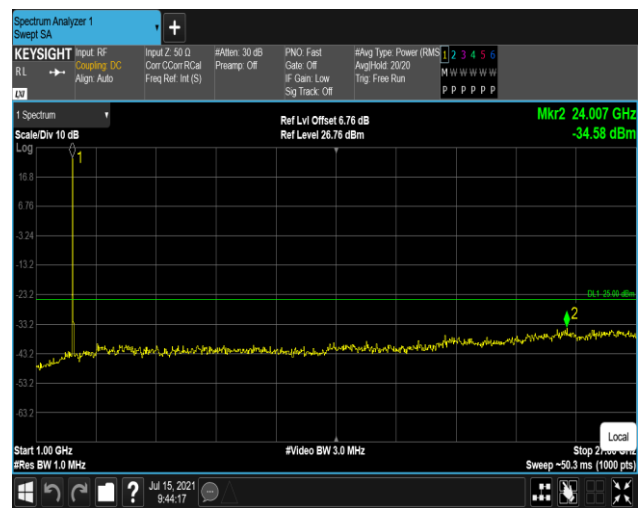 Spectrum Analyzer 1
Swept SA
+
KEYSIGHT
RL
LXI
Input: RF
Coupling: DC
Align: Auto
Input Z: 50 Ω
Corr CCorr RCal
Freq Ref: Int (S)
#Atten: 30 dB
Preamp: Off
PNO: Fast
Gate: Off
IF Gain: Low
Sig Track: Off
#Avg Type: Power (RMS
Avg|Hold: 20/20
Trig: Free Run
1 2 3 4 5 6
M W W W W W
P P P P P P
1 Spectrum
Scale/Div 10 dB
Log
Ref Lvl Offset 6.76 dB
Ref Level 26.76 dBm
Mkr2 24.007 GHz
-34.58 dBm
1
16.8
6.76
-3.24
-13.2
-23.2
DL1 -25.00 dBm
2
-33.2
-43.2
-53.2
-63.2
Local
Start 1.00 GHz
#Video BW 3.0 MHz
Stop 27.00 GHz
#Res BW 1.0 MHz
Sweep ~50.3 ms (1000 pts)
?
Jul 15, 2021
9:44:17